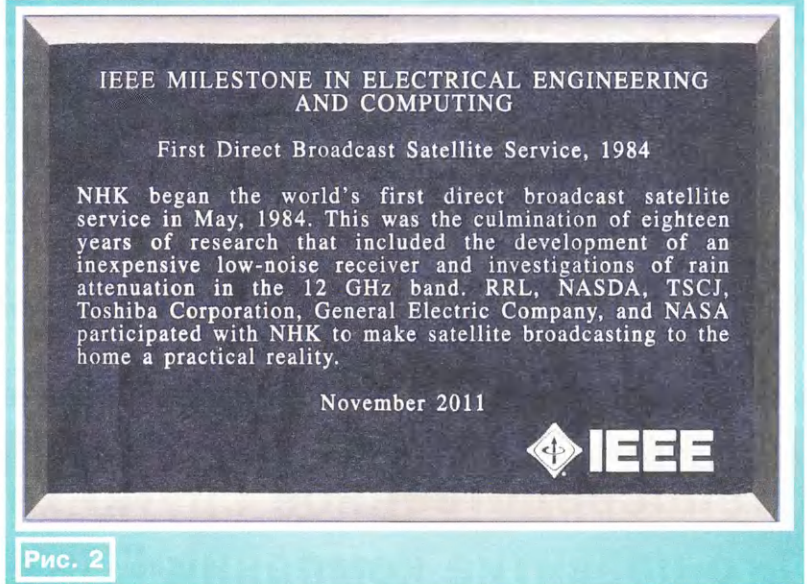 IEEE MILESTONE IN ELECTRICAL ENGINEERING
AND COMPUTING
First Direct Broadcast Satellite Service, 1984
NHK began the world's first direct broadcast satellite
service in May, 1984. This was the culmination of eighteen
years of research that included the development of an
inexpensive low-noise receiver and investigations of rain
attenuation in the 12 GHz band. RRL, NASDA, TSCJ,
Toshiba Corporation, General Electric Company, and NASA
participated with NHK to make satellite broadcasting to the
home a practical reality.
November 2011
IEEE
Рис. 2